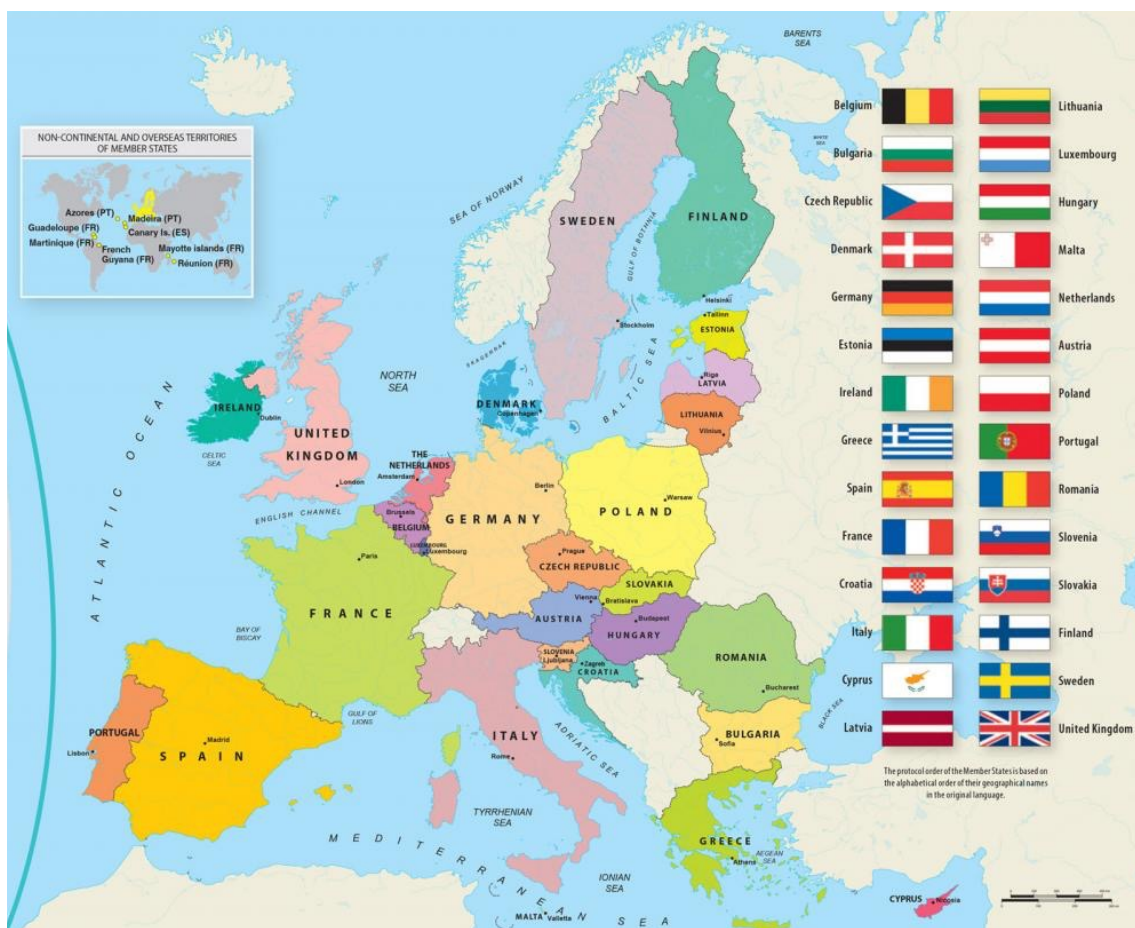 BARENTS
SEA
WHITE
SEA
NON-CONTINENTAL AND OVERSEAS TERRITORIES
OF MEMBER STATES
Azores (PT)
Madeira (PT)
Guadeloupe (FR)
Canary Is. (ES)
Martinique (FR)
French
Guyana (FR)
Mayotte islands (FR)
Réunion (FR)
SEA OF NORWAY
SWEDEN
FINLAND
GULF OF BOTHNIA
Helsinki
Tallinn
Stockholm
ESTONIA
SKAGERRAK
BALTIC SEA
Riga
LATVIA
NORTH
SEA
DENMARK
Copenhagen
LITHUANIA
Vilnius
ATLANTIC OCEAN
IRELAND
Dublin
CELTIC
SEA
UNITED
KINGDOM
London
ENGLISH CHANNEL
THE
NETHERLANDS
Amsterdam
Brussels
BELGIUM
LUXEMBOURG
Luxembourg
Berlin
GERMANY
Warsaw
POLAND
Prague
CZECH REPUBLIC
Paris
FRANCE
SLOVAKIA
Vienna
Bratislava
AUSTRIA
Budapest
HUNGARY
BAY OF
BISCAY
SLOVENIA
Ljubljana
Zagreb
CROATIA
ROMANIA
Bucharest
BLACK SEA
GULF OF
LIONS
PORTUGAL
Lisbon
Madrid
SPAIN
ITALY
Rome
ADRIATIC SEA
BULGARIA
Sofia
TYRRHENIAN
SEA
MEDITERRANEAN SEA
GREECE
AEGEAN
SEA
Athens
IONIAN
SEA
MALTA
Valletta
CYPRUS
Nicosia
Belgium
Lithuania
Bulgaria
Luxembourg
Czech Republic
Hungary
Denmark
Malta
Germany
Netherlands
Estonia
Austria
Ireland
Poland
Greece
Portugal
Spain
Romania
France
Slovenia
Croatia
Slovakia
Italy
Finland
Cyprus
Sweden
Latvia
United Kingdom
The protocol order of the Member States is based on
the alphabetical order of their geographical names
in the original language.